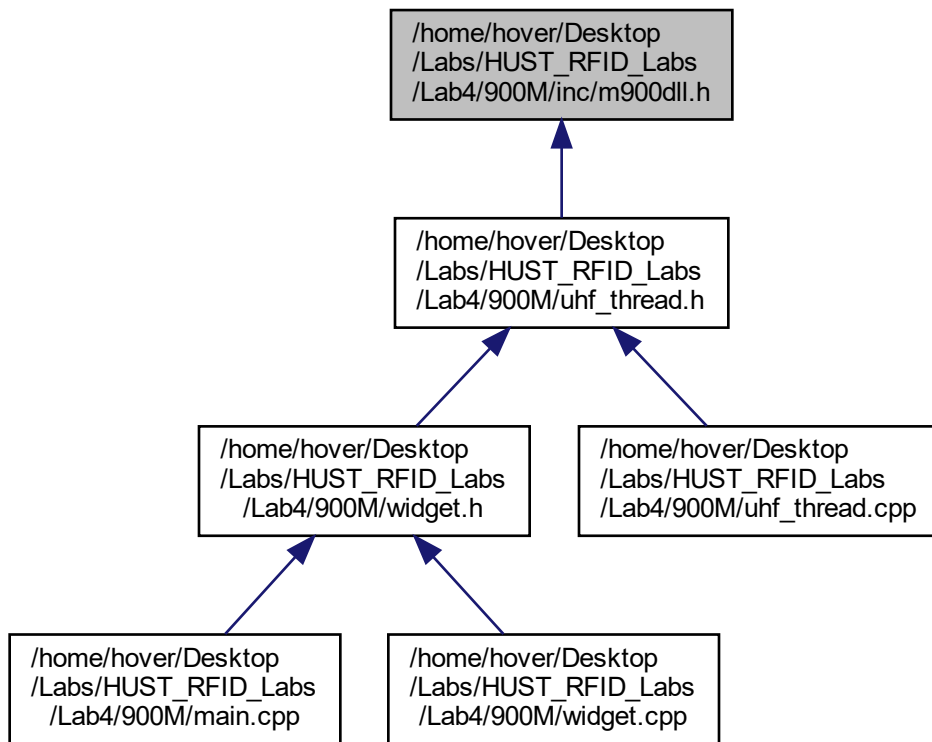 /home/hover/Desktop
/Labs/HUST_RFID_Labs
/Lab4/900M/inc/m900dll.h
/home/hover/Desktop
/Labs/HUST_RFID_Labs
/Lab4/900M/uhf_thread.h
/home/hover/Desktop
/Labs/HUST_RFID_Labs
/Lab4/900M/widget.h
/home/hover/Desktop
/Labs/HUST_RFID_Labs
/Lab4/900M/uhf_thread.cpp
/home/hover/Desktop
/Labs/HUST_RFID_Labs
/Lab4/900M/main.cpp
/home/hover/Desktop
/Labs/HUST_RFID_Labs
/Lab4/900M/widget.cpp